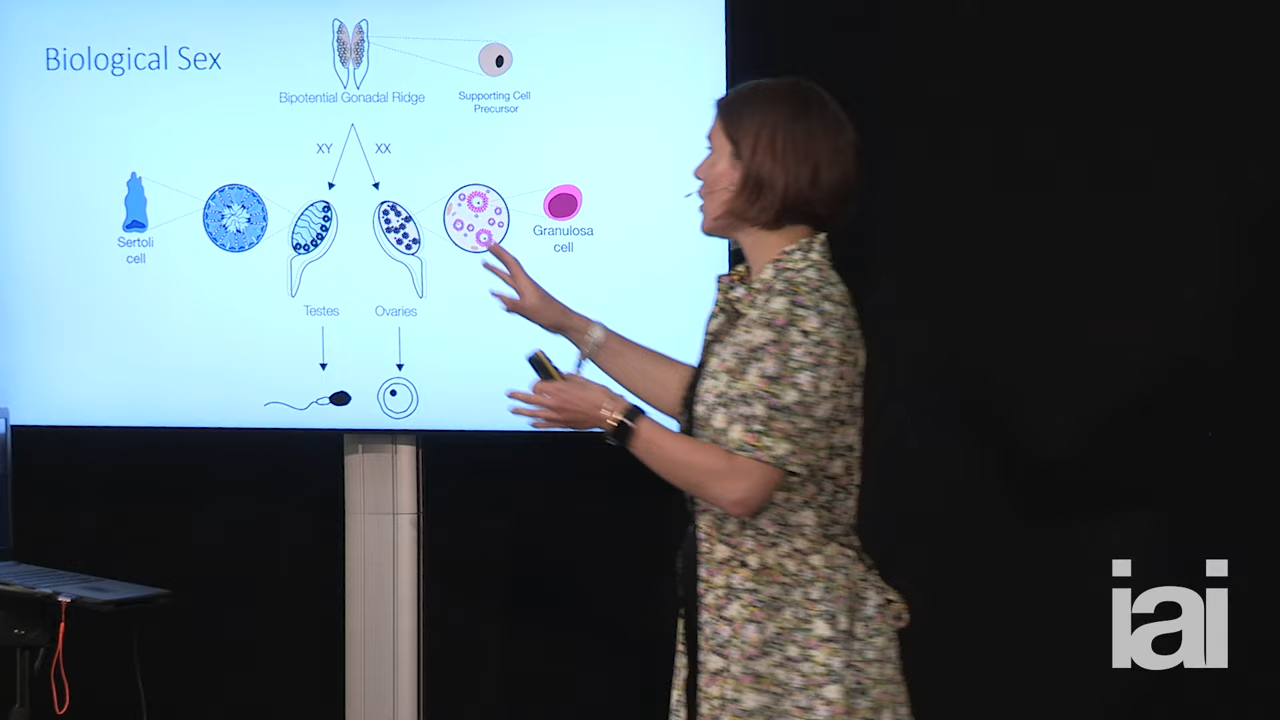 Biological Sex
Bipotential Gonadal Ridge
Supporting Cell
Precursor
XY
XX
Sertoli
cell
Granulosa
cell
Testes
Ovaries
iai